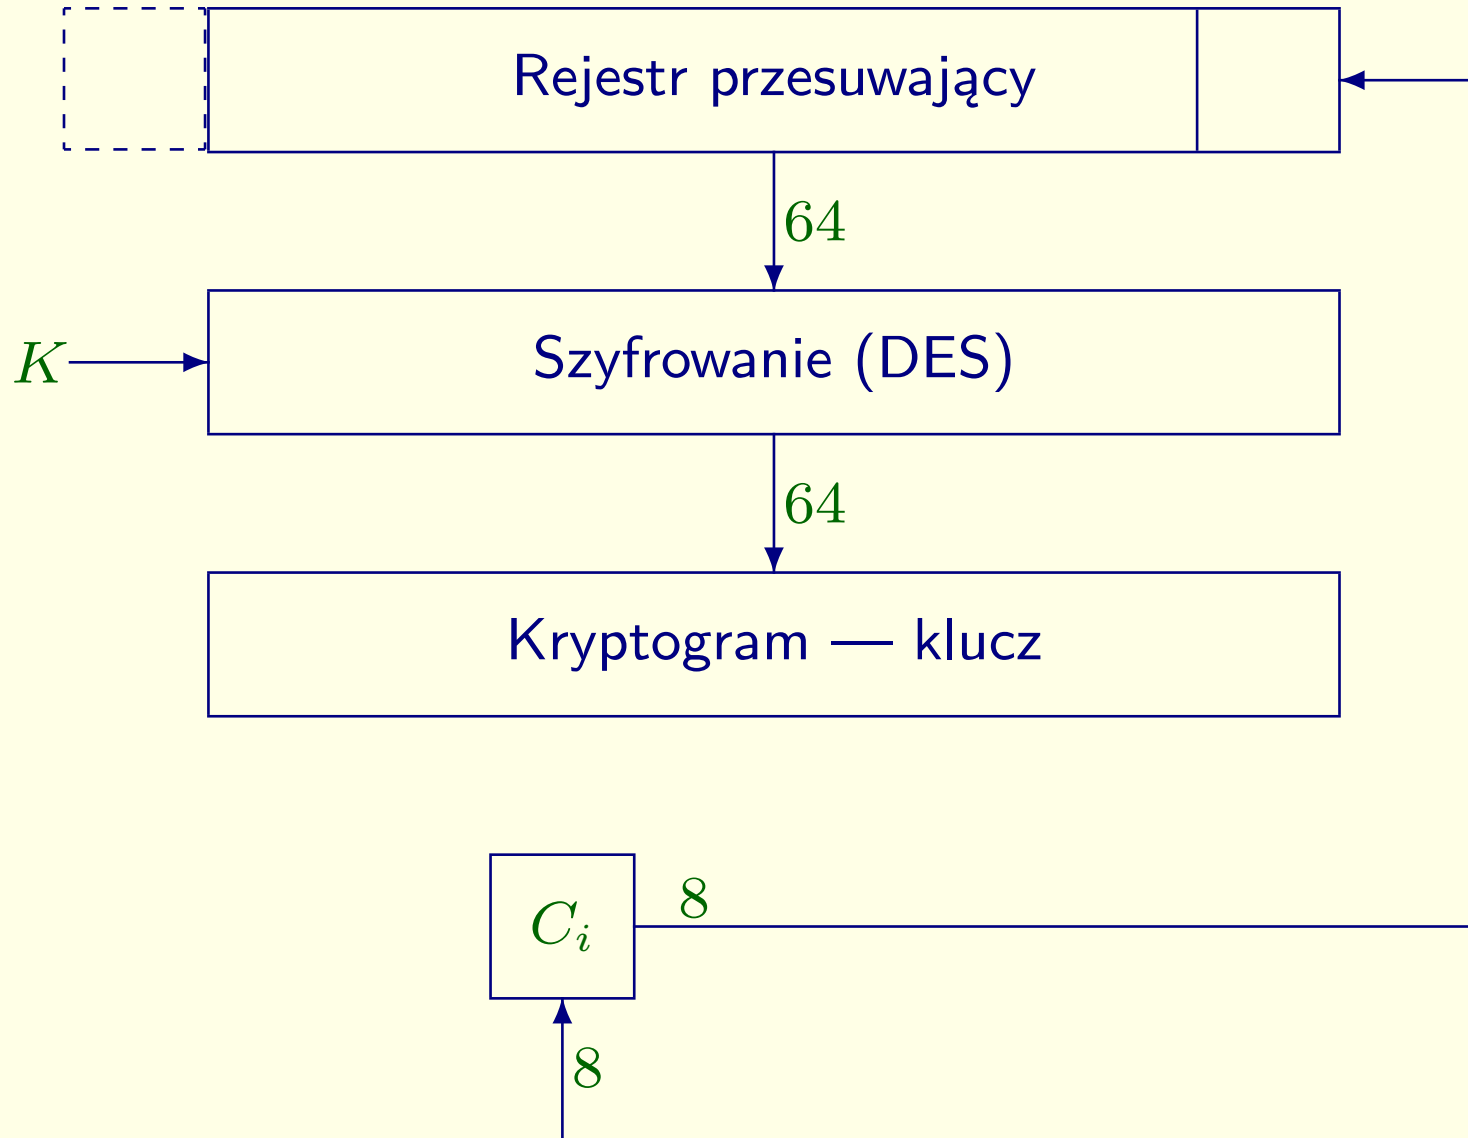 Rejestr przesuwający
64
K
Szyfrowanie (DES)
64
Kryptogram — klucz
C_i
8
8